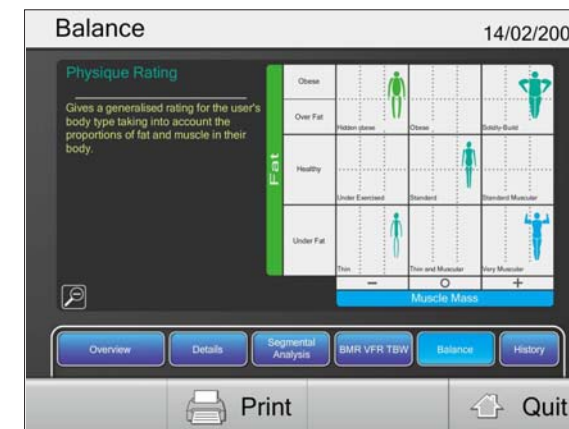 Balance
14/02/200
Physique Rating
Gives a generalised rating for the user's
body type taking into account the
proportions of fat and muscle in their
body.
Fat
Obese
Over Fat
Healthy
Under Fat
Hidden obese
Obese
Solidly-Build
Under Exercised
Standard
Standard Muscular
Thin
Thin and Muscular
Very Muscular
− O +
Muscle Mass
Overview
Details
Segmental
Analysis
BMR VFR TBW
Balance
History
Print
Quit